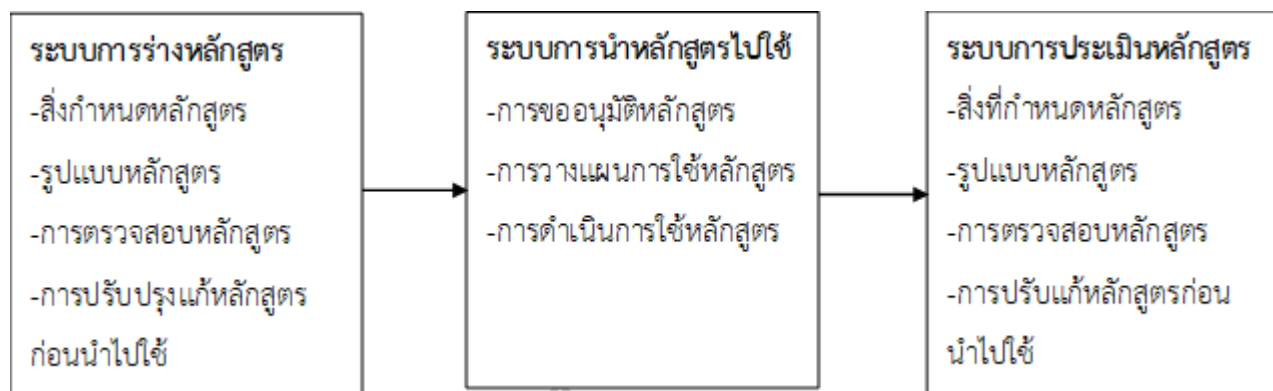 ระบบการร่างหลักสูตร
-สิ่งกำหนดหลักสูตร
-รูปแบบหลักสูตร
-การตรวจสอบหลักสูตร
-การปรับปรุงแก้หลักสูตร
ก่อนนำไปใช้
ระบบการนำหลักสูตรไปใช้
-การขออนุมัติหลักสูตร
-การวางแผนการใช้หลักสูตร
-การดำเนินการใช้หลักสูตร
ระบบการประเมินหลักสูตร
-สิ่งที่กำหนดหลักสูตร
-รูปแบบหลักสูตร
-การตรวจสอบหลักสูตร
-การปรับแก้หลักสูตรก่อน
นำไปใช้